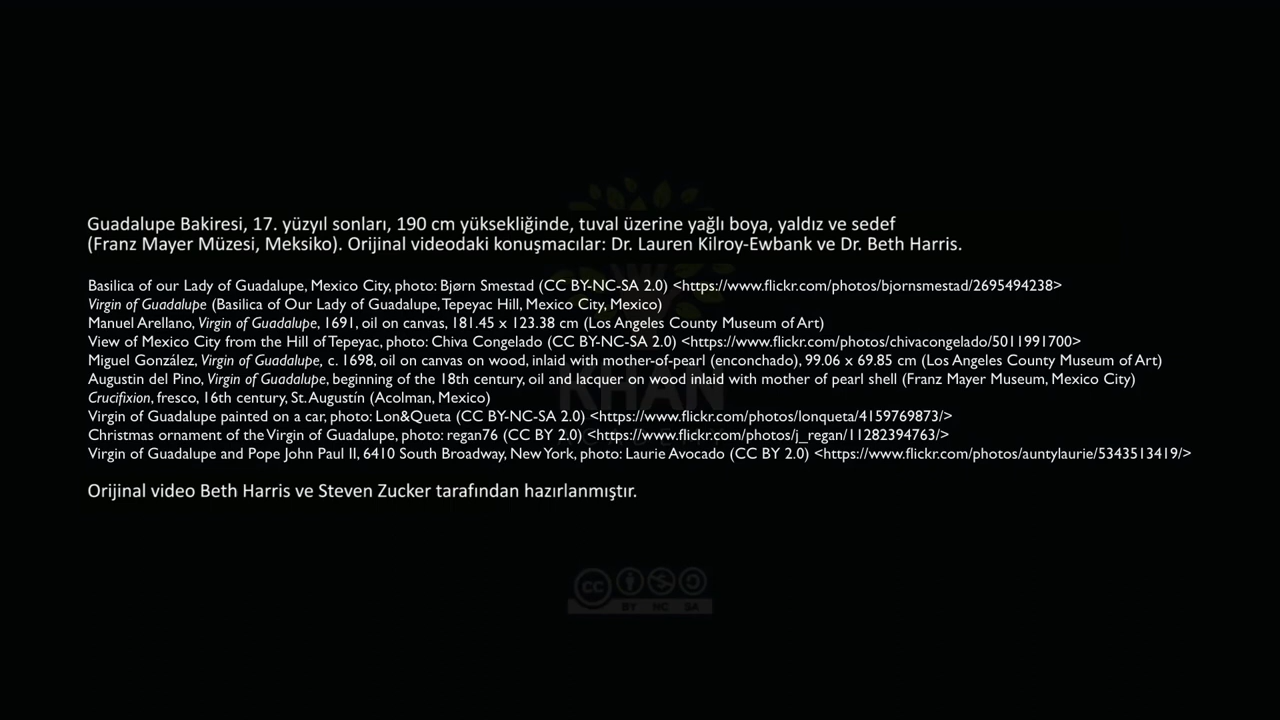 Guadalupe Bakiresi, 17. yüzyıl sonları, 190 cm yüksekliğinde, tuval üzerine yağlı boya, yaldız ve sedef
(Franz Mayer Müzesi, Meksiko). Orijinal videodaki konuşmacılar: Dr. Lauren Kilroy-Ewbank ve Dr. Beth Harris.
Basilica of our Lady of Guadalupe, Mexico City, photo: Bjørn Smestad (CC BY-NC-SA 2.0) <https://www.flickr.com/photos/bjornsmestad/2695494238>
Virgin of Guadalupe (Basilica of Our Lady of Guadalupe, Tepeyac Hill, Mexico City, Mexico)
Manuel Arellano, Virgin of Guadalupe, 1691, oil on canvas, 181.45 x 123.38 cm (Los Angeles County Museum of Art)
View of Mexico City from the Hill of Tepeyac, photo: Chiva Congelado (CC BY-NC-SA 2.0) <https://www.flickr.com/photos/chivacongelado/5011991700>
Miguel González, Virgin of Guadalupe, c. 1698, oil on canvas on wood, inlaid with mother-of-pearl (enconchado), 99.06 x 69.85 cm (Los Angeles County Museum of Art)
Augustin del Pino, Virgin of Guadalupe, beginning of the 18th century, oil and lacquer on wood inlaid with mother of pearl shell (Franz Mayer Museum, Mexico City)
Crucifixion, fresco, 16th century, St. Augustín (Acolman, Mexico)
Virgin of Guadalupe painted on a car, photo: Lon&Queta (CC BY-NC-SA 2.0) <https://www.flickr.com/photos/lonqueta/4159769873/>
Christmas ornament of the Virgin of Guadalupe, photo: regan76 (CC BY 2.0) <https://www.flickr.com/photos/j_regan/11282394763/>
Virgin of Guadalupe and Pope John Paul II, 6410 South Broadway, New York, photo: Laurie Avocado (CC BY 2.0) <https://www.flickr.com/photos/auntylaurie/5343513419/>
Orijinal video Beth Harris ve Steven Zucker tarafından hazırlanmıştır.
KHAN
cc
BY NC SA